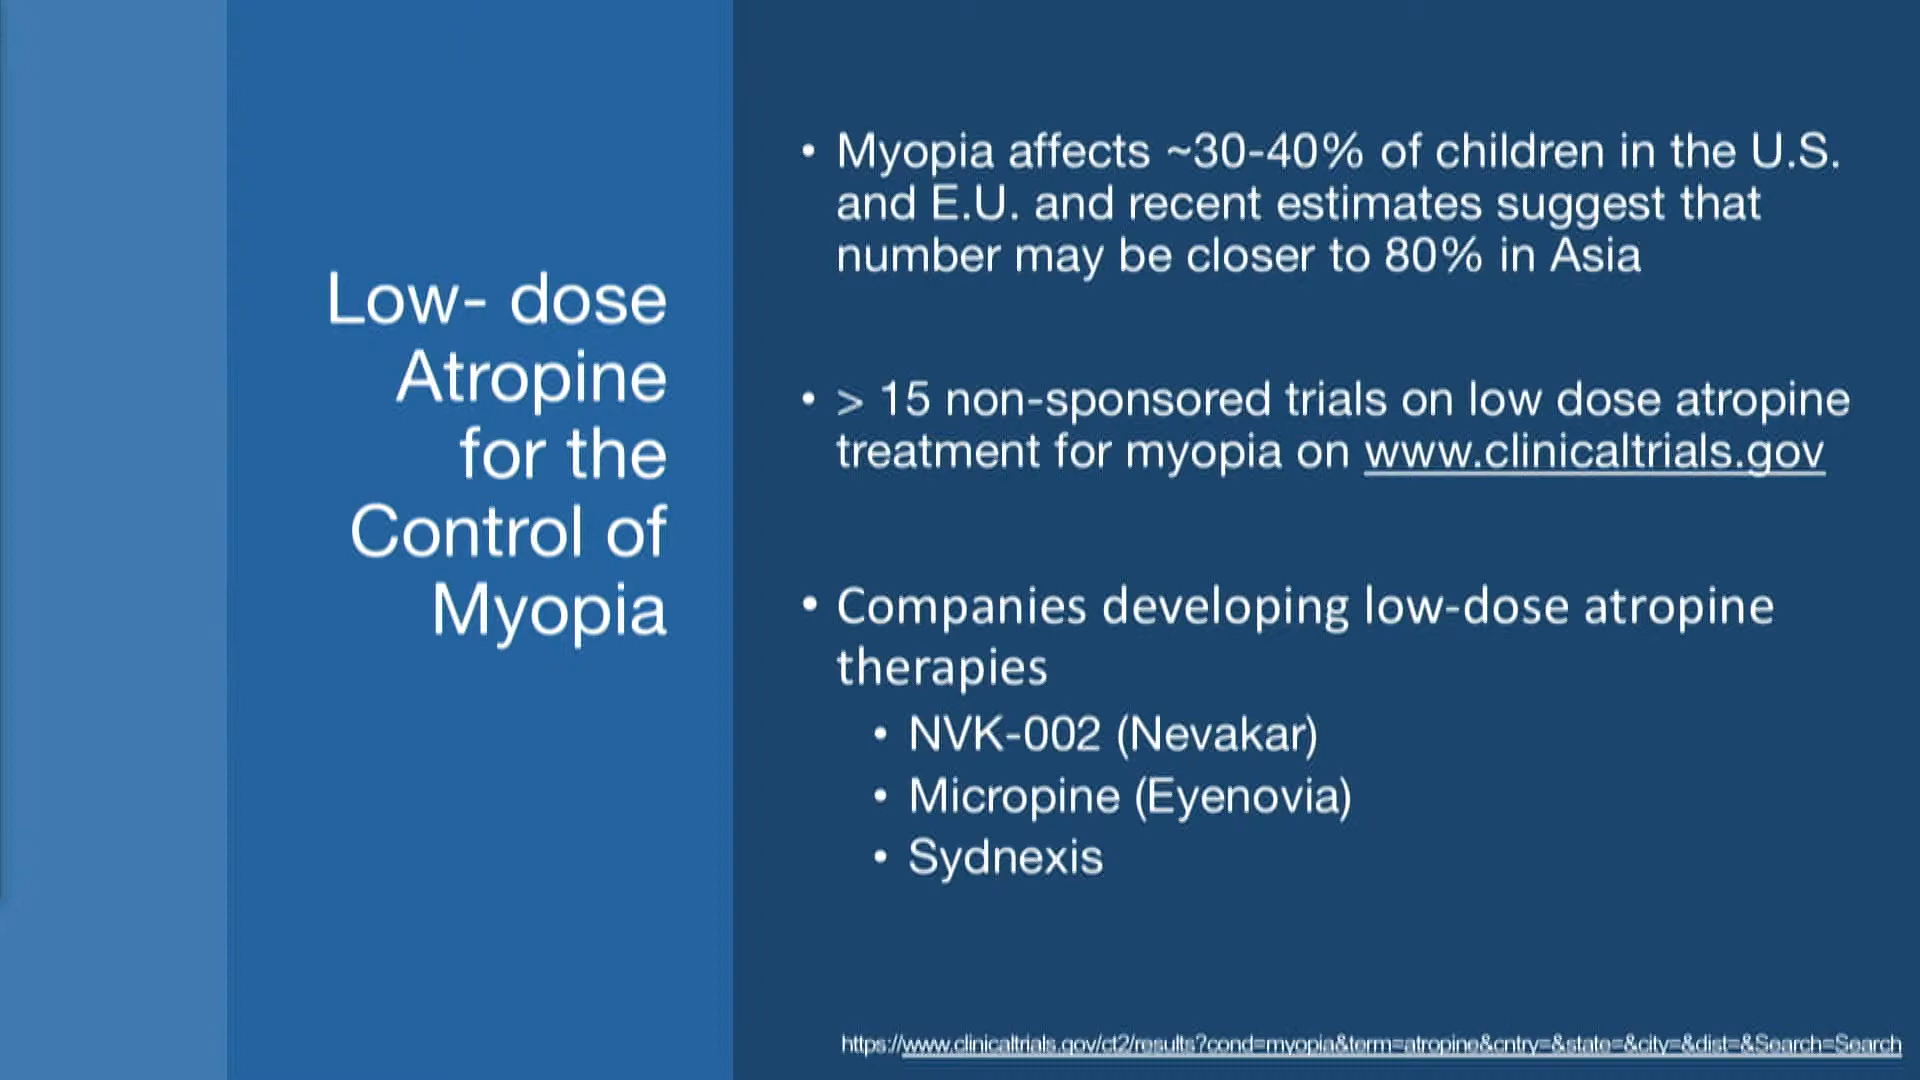 Low- dose
Atropine
for the
Control of
Myopia
• Myopia affects ~30-40% of children in the U.S.
and E.U. and recent estimates suggest that
number may be closer to 80% in Asia
• > 15 non-sponsored trials on low dose atropine
treatment for myopia on www.clinicaltrials.gov
• Companies developing low-dose atropine
therapies
• NVK-002 (Nevakar)
• Micropine (Eyenovia)
• Sydnexis
https://www.clinicaltrials.gov/ct2/results?cond=myopia&term=atropine&cntry=&state=&city=&dist=&Search=Search